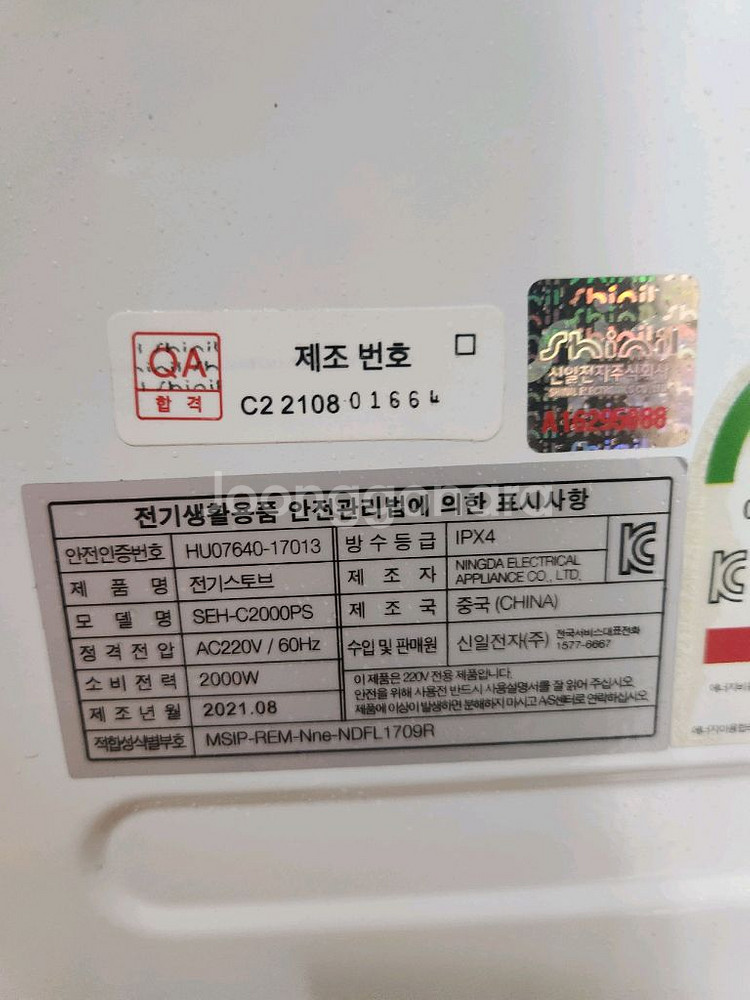 Shinil
Shinil
신일전자주식회사
SHINIL ELECTRONICS CO., LTD.
A16295088
QA
합격
제조 번호 □
C2 2108 01664
loonggongro
전기생활용품 안전관리법에 의한 표시사항
안전인증번호 HU07640-17013 방수등급 IPX4
제품명 전기스토브 제조자 NINGDA ELECTRICAL
APPLIANCE CO., LTD.
모델명 SEH-C2000PS 제조국 중국 (CHINA)
정격전압 AC220V / 60Hz 수입 및 판매원 신일전자(주) 전국서비스대표전화
1577-6667
소비전력 2000W 이 제품은 220V 전용 제품입니다.
안전을 위해 사용전 반드시 사용설명서를 잘 읽어 주십시오.
제조년월 2021.08 제품에 이상이 발생하면 분해하지 마시고 A/S센터로 연락하십시오.
적합성식별부호 MSIP-REM-Nne-NDFL1709R